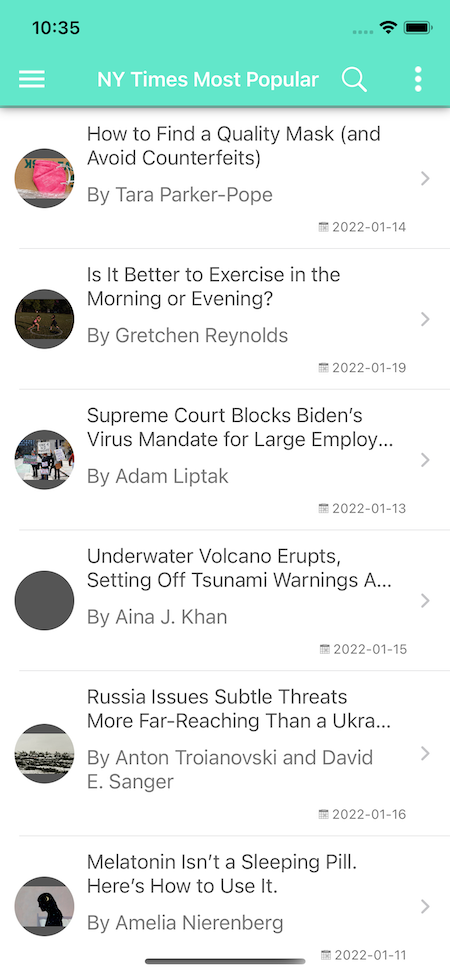 10:35
NY Times Most Popular
How to Find a Quality Mask (and
Avoid Counterfeits)
By Tara Parker-Pope
2022-01-14
Is It Better to Exercise in the
Morning or Evening?
By Gretchen Reynolds
2022-01-19
Supreme Court Blocks Biden’s
Virus Mandate for Large Employ...
By Adam Liptak
2022-01-13
Underwater Volcano Erupts,
Setting Off Tsunami Warnings A...
By Aina J. Khan
2022-01-15
Russia Issues Subtle Threats
More Far-Reaching Than a Ukra...
By Anton Troianovski and David
E. Sanger
2022-01-16
Melatonin Isn’t a Sleeping Pill.
Here’s How to Use It.
By Amelia Nierenberg
2022-01-11